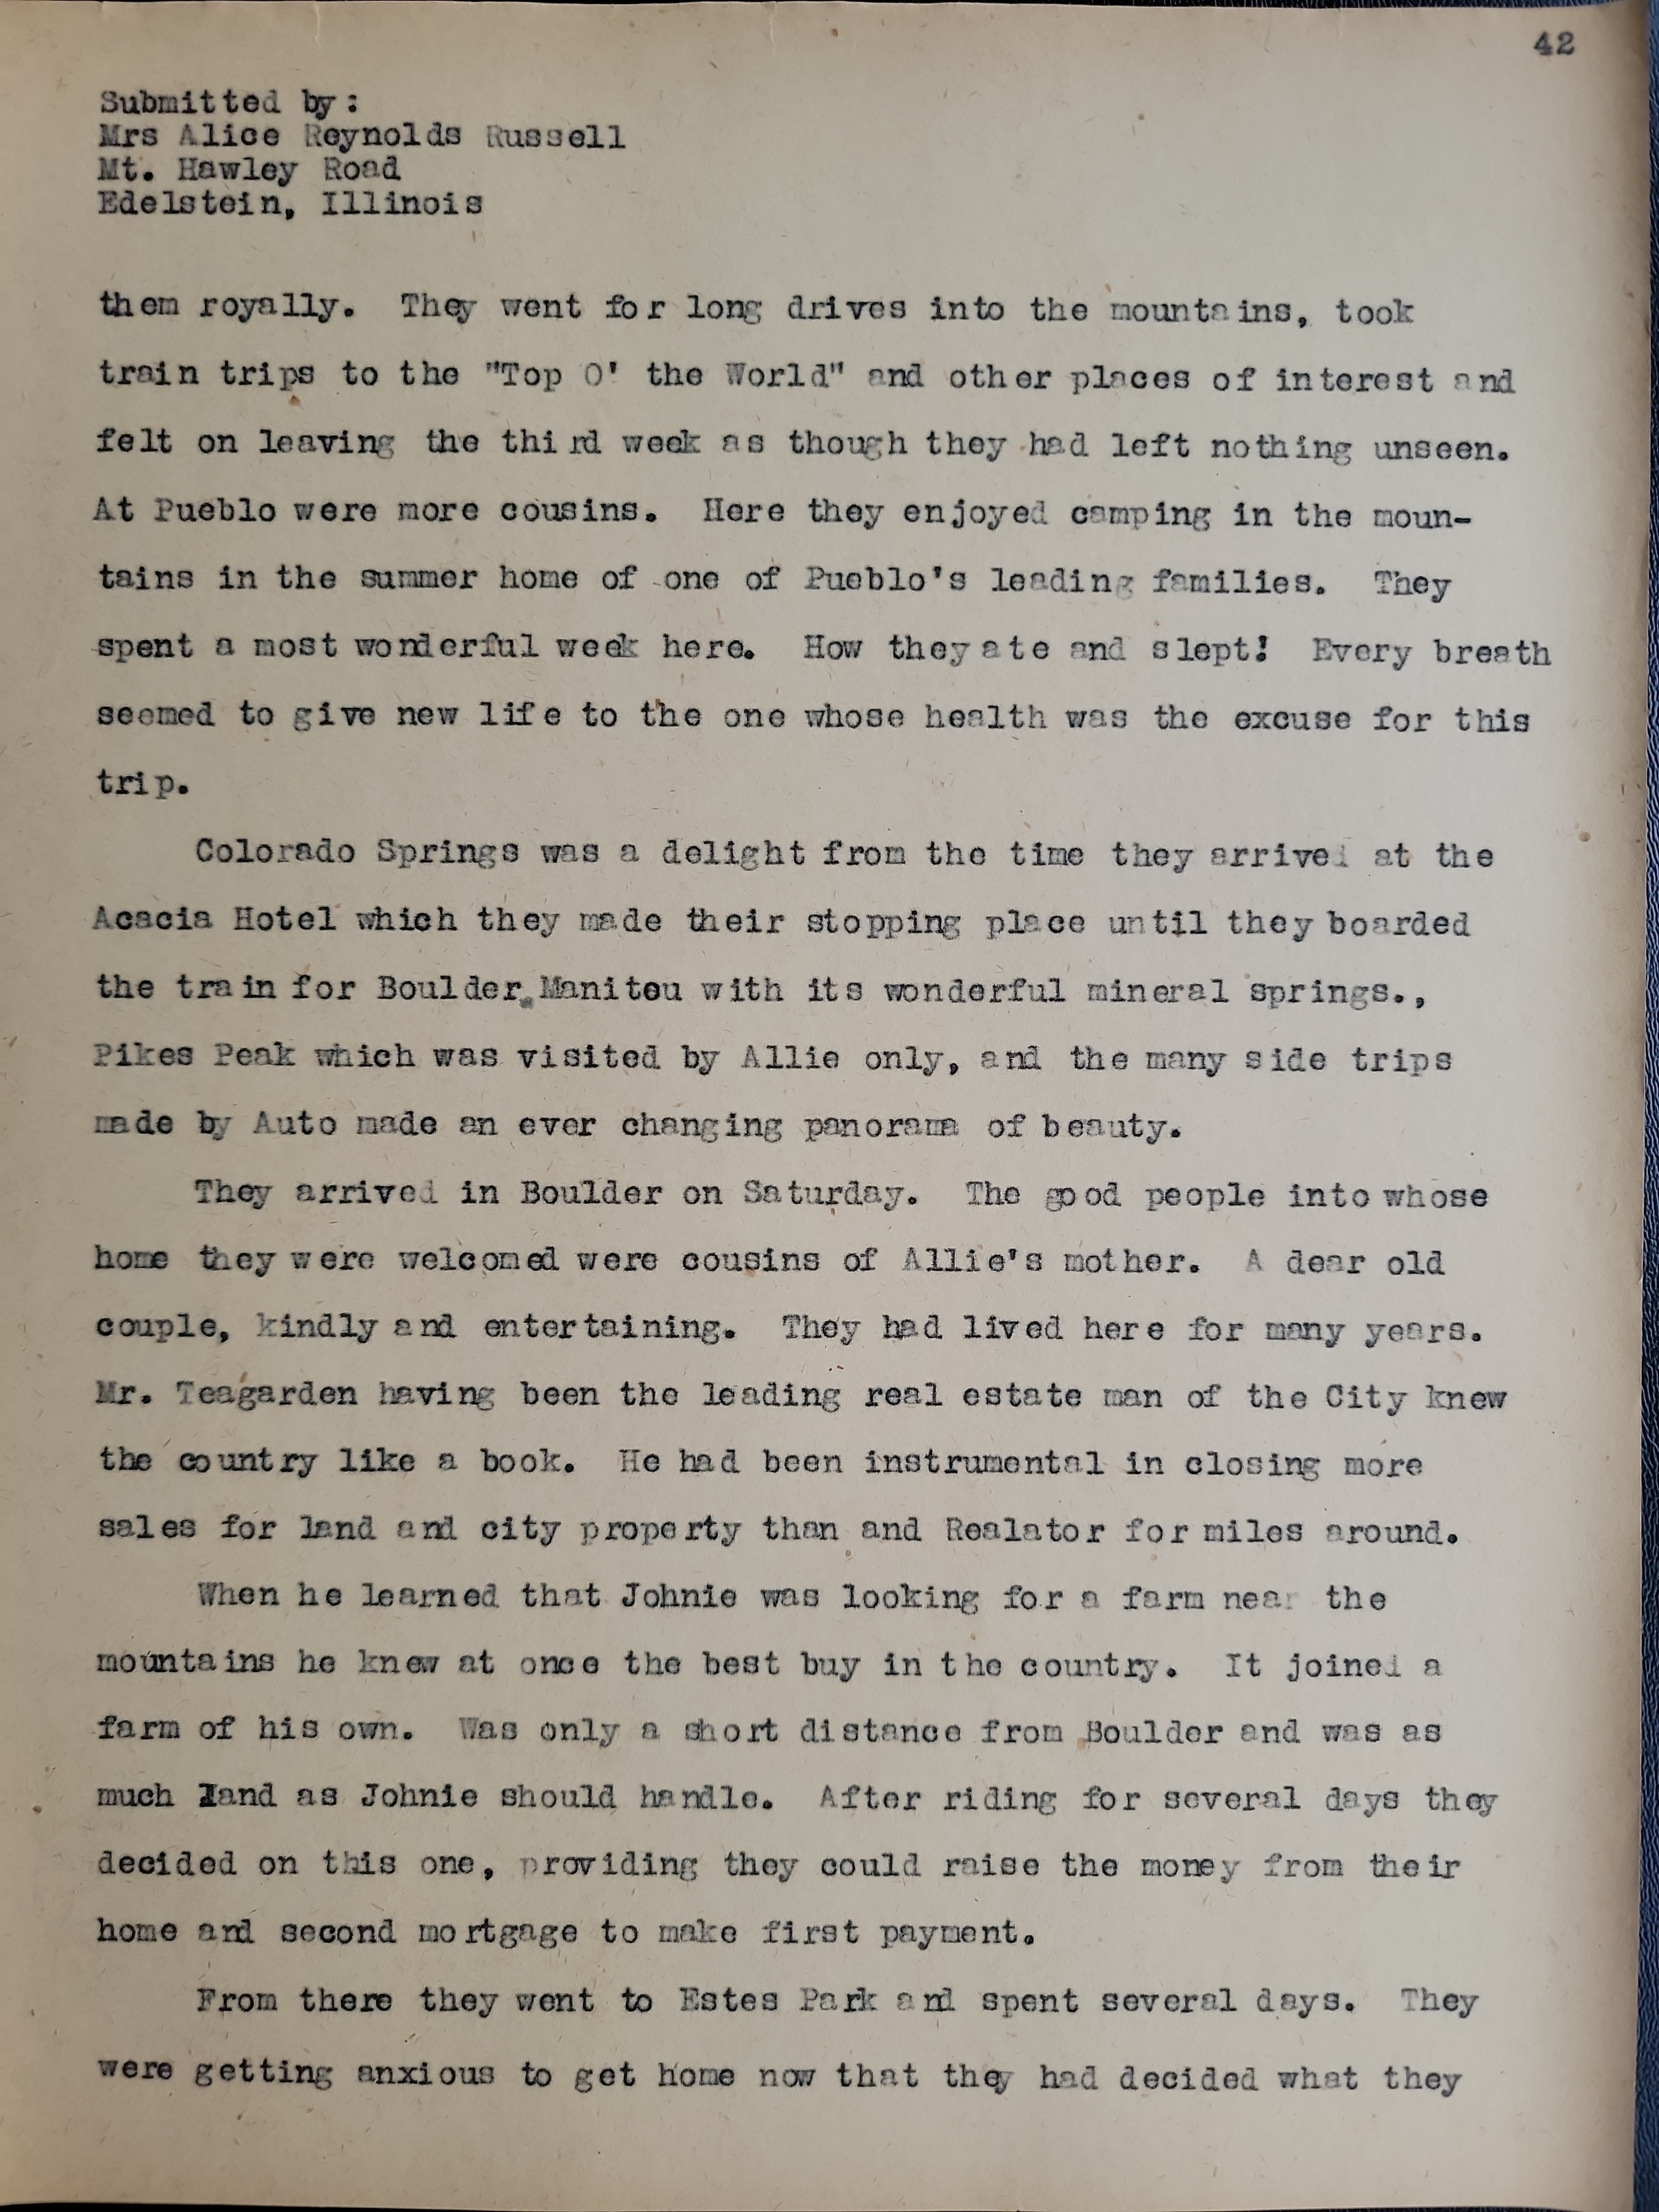 42
Submitted by:
Mrs Alice Reynolds Russell
Mt. Hawley Road
Edelstein, Illinois
them royally. They went for long drives into the mountains, took
train trips to the "Top O' the World" and other places of interest and
felt on leaving the third week as though they had left nothing unseen.
At Pueblo were more cousins. Here they enjoyed camping in the moun-
tains in the summer home of one of Pueblo's leading families. They
spent a most wonderful week here. How they ate and slept! Every breath
seemed to give new life to the one whose health was the excuse for this
trip.
Colorado Springs was a delight from the time they arrived at the
Acacia Hotel which they made their stopping place until they boarded
the train for Boulder. Manitou with its wonderful mineral springs.,
Pikes Peak which was visited by Allie only, and the many side trips
made by Auto made an ever changing panorama of beauty.
They arrived in Boulder on Saturday. The good people into whose
home they were welcomed were cousins of Allie's mother. A dear old
couple, kindly and entertaining. They had lived here for many years.
Mr. Teagarden having been the leading real estate man of the City knew
the country like a book. He had been instrumental in closing more
sales for land and city property than and Realator for miles around.
When he learned that Johnie was looking for a farm near the
mountains he knew at once the best buy in the country. It joined a
farm of his own. Was only a short distance from Boulder and was as
much land as Johnie should handle. After riding for several days they
decided on this one, providing they could raise the money from their
home and second mortgage to make first payment.
From there they went to Estes Park and spent several days. They
were getting anxious to get home now that they had decided what they